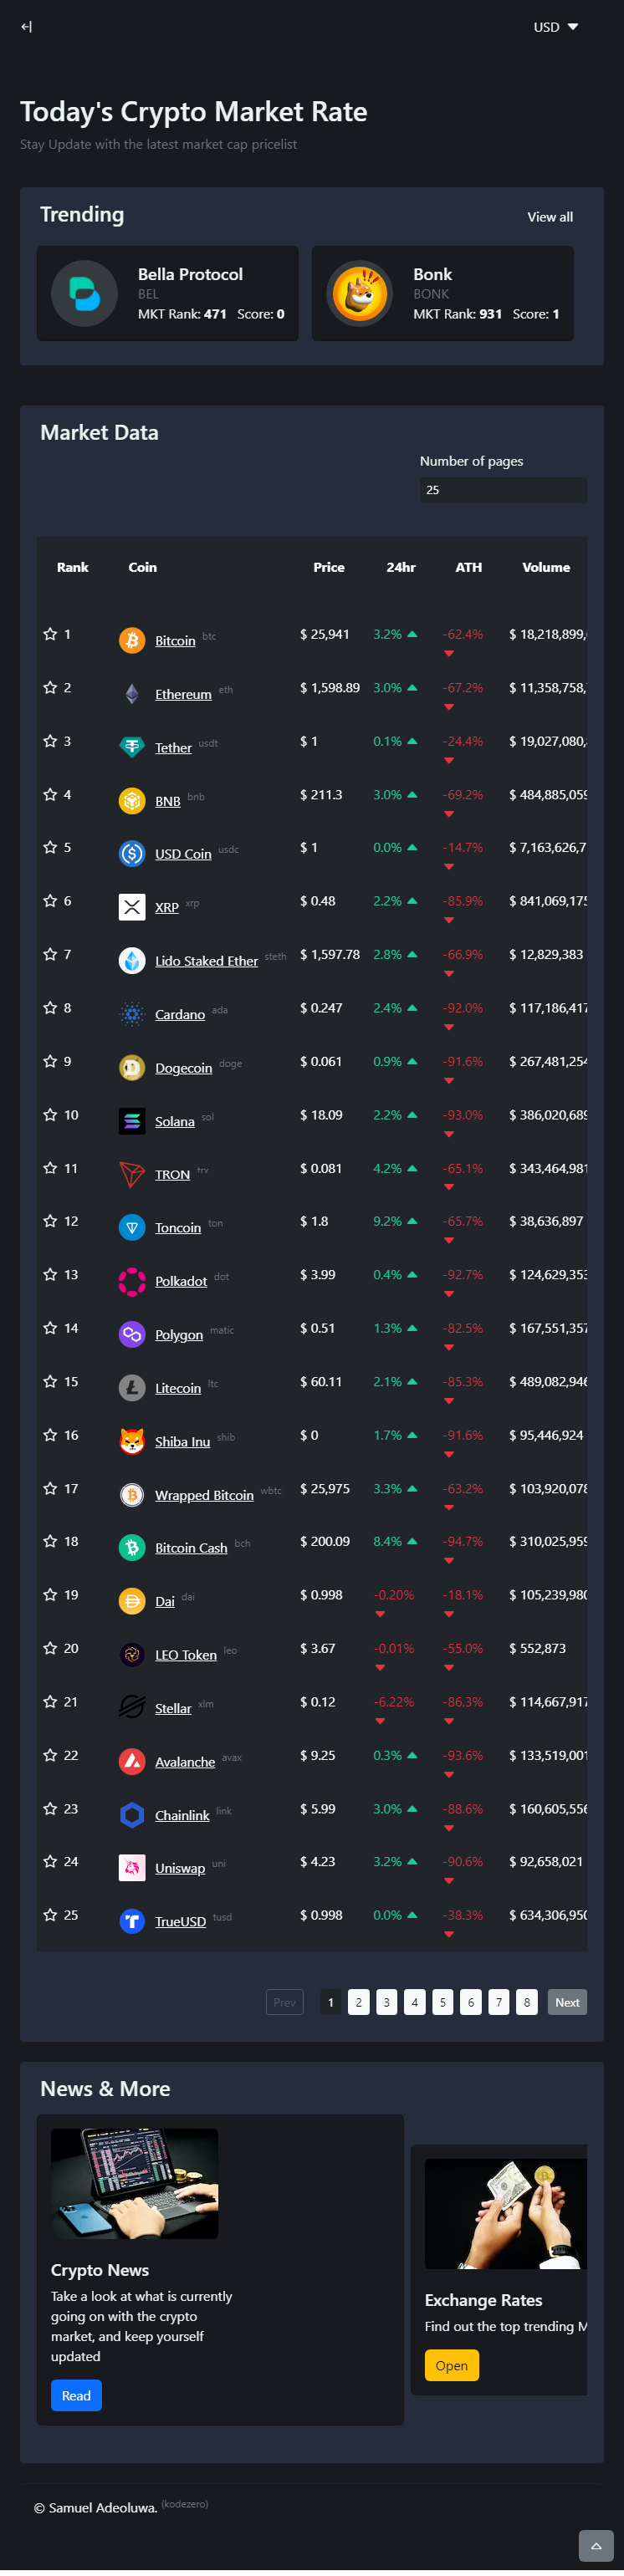 USD
Today's Crypto Market Rate
Stay Update with the latest market cap pricelist
Trending
View all
Bella Protocol
BEL
MKT Rank: 471 Score: 0
Bonk
BONK
MKT Rank: 931 Score: 1
Market Data
Number of pages
25
Rank Coin Price 24hr ATH Volume
1 Bitcoin btc $ 25,941 3.2% -62.4% $ 18,218,899,
2 Ethereum eth $ 1,598.89 3.0% -67.2% $ 11,358,758,
3 Tether usdt $ 1 0.1% -24.4% $ 19,027,080,
4 BNB bnb $ 211.3 3.0% -69.2% $ 484,885,059
5 USD Coin usdc $ 1 0.0% -14.7% $ 7,163,626,7
6 XRP xrp $ 0.48 2.2% -85.9% $ 841,069,175
7 Lido Staked Ether steth $ 1,597.78 2.8% -66.9% $ 12,829,383
8 Cardano ada $ 0.247 2.4% -92.0% $ 117,186,417
9 Dogecoin doge $ 0.061 0.9% -91.6% $ 267,481,254
10 Solana sol $ 18.09 2.2% -93.0% $ 386,020,689
11 TRON trx $ 0.081 4.2% -65.1% $ 343,464,981
12 Toncoin ton $ 1.8 9.2% -65.7% $ 38,636,897
13 Polkadot dot $ 3.99 0.4% -92.7% $ 124,629,353
14 Polygon matic $ 0.51 1.3% -82.5% $ 167,551,357
15 Litecoin ltc $ 60.11 2.1% -85.3% $ 489,082,946
16 Shiba Inu shib $ 0 1.7% -91.6% $ 95,446,924
17 Wrapped Bitcoin wbtc $ 25,975 3.3% -63.2% $ 103,920,078
18 Bitcoin Cash bch $ 200.09 8.4% -94.7% $ 310,025,959
19 Dai dai $ 0.998 -0.20% -18.1% $ 105,239,980
20 LEO Token leo $ 3.67 -0.01% -55.0% $ 552,873
21 Stellar xlm $ 0.12 -6.22% -86.3% $ 114,667,917
22 Avalanche avax $ 9.25 0.3% -93.6% $ 133,519,001
23 Chainlink link $ 5.99 3.0% -88.6% $ 160,605,556
24 Uniswap uni $ 4.23 3.2% -90.6% $ 92,658,021
25 TrueUSD tusd $ 0.998 0.0% -38.3% $ 634,306,950
Prev 1 2 3 4 5 6 7 8 Next
News & More
Crypto News
Take a look at what is currently
going on with the crypto
market, and keep yourself
updated
Read
Exchange Rates
Find out the top trending M
Open
© Samuel Adeoluwa. (kodezero)